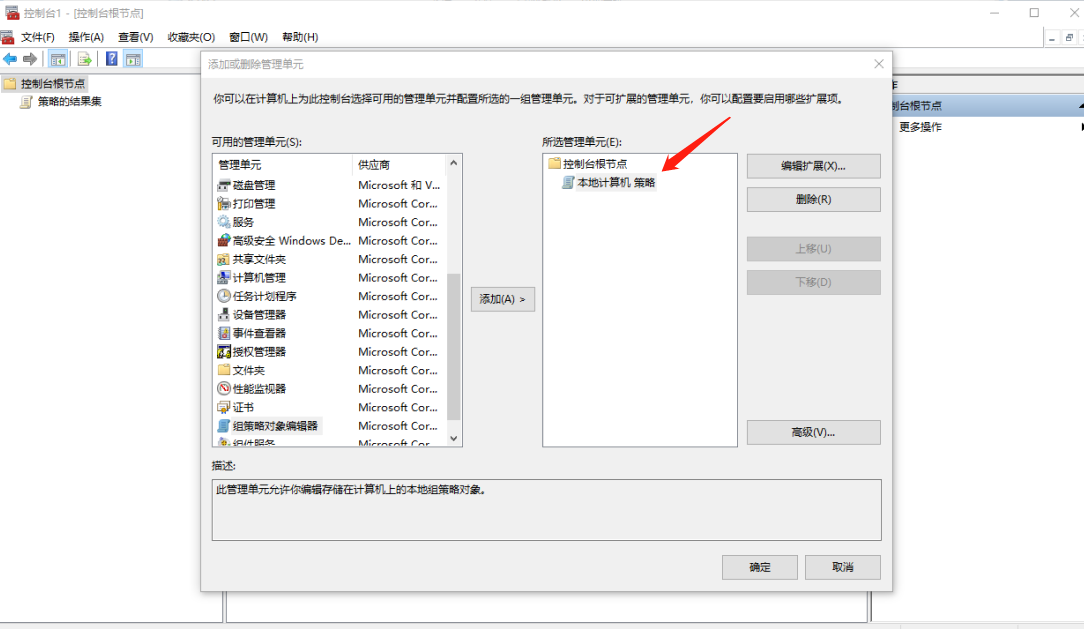 控制台1 - [控制台根节点]
文件(F) 操作(A) 查看(V) 收藏夹(O) 窗口(W) 帮助(H)
控制台根节点
策略的结果集
添加或删除管理单元
你可以在计算机上为此控制台选择可用的管理单元并配置所选的一组管理单元。对于可扩展的管理单元，你可以配置要启用哪些扩展项。
可用的管理单元(S):
管理单元 供应商
磁盘管理 Microsoft 和 V...
打印管理 Microsoft Cor...
服务 Microsoft Cor...
高级安全 Windows De... Microsoft Cor...
共享文件夹 Microsoft Cor...
计算机管理 Microsoft Cor...
任务计划程序 Microsoft Cor...
设备管理器 Microsoft Cor...
事件查看器 Microsoft Cor...
授权管理器 Microsoft Cor...
文件夹 Microsoft Cor...
性能监视器 Microsoft Cor...
证书 Microsoft Cor...
组策略对象编辑器 Microsoft Cor...
组件服务 Microsoft Cor...
添加(A) >
所选管理单元(E):
控制台根节点
本地计算机 策略
编辑扩展(X)...
删除(R)
上移(U)
下移(D)
高级(V)...
描述:
此管理单元允许你编辑存储在计算机上的本地组策略对象。
确定 取消
作
制台根节点
更多操作